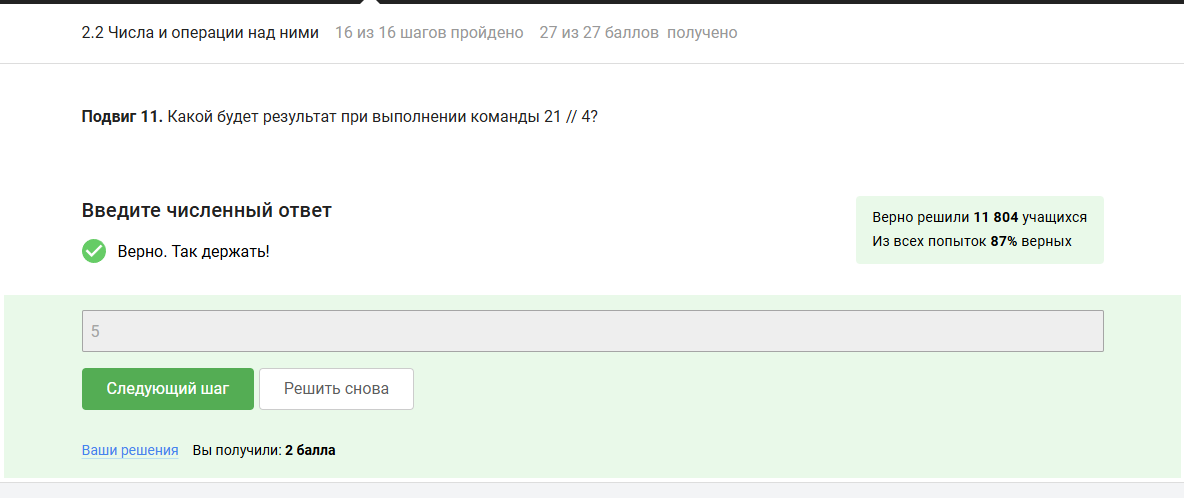 2.2 Числа и операции над ними 16 из 16 шагов пройдено 27 из 27 баллов получено
Подвиг 11. Какой будет результат при выполнении команды 21 // 4?
Введите численный ответ
Верно. Так держать!
Верно решили 11 804 учащихся
Из всех попыток 87% верных
5
Следующий шаг Решить снова
Ваши решения Вы получили: 2 балла